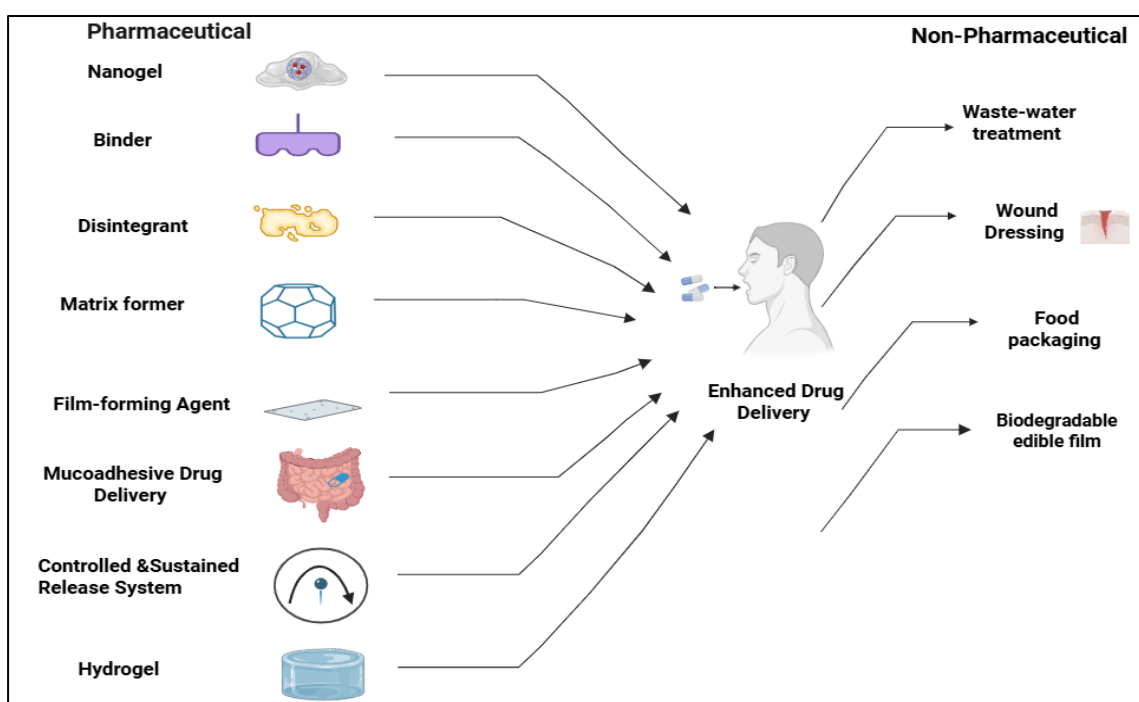 Pharmaceutical
Nanogel
Binder
Disintegrant
Matrix former
Film-forming Agent
Mucoadhesive Drug
Delivery
Controlled &Sustained
Release System
Hydrogel
Enhanced Drug
Delivery
Non-Pharmaceutical
Waste-water
treatment
Wound
Dressing
Food
packaging
Biodegradable
edible film